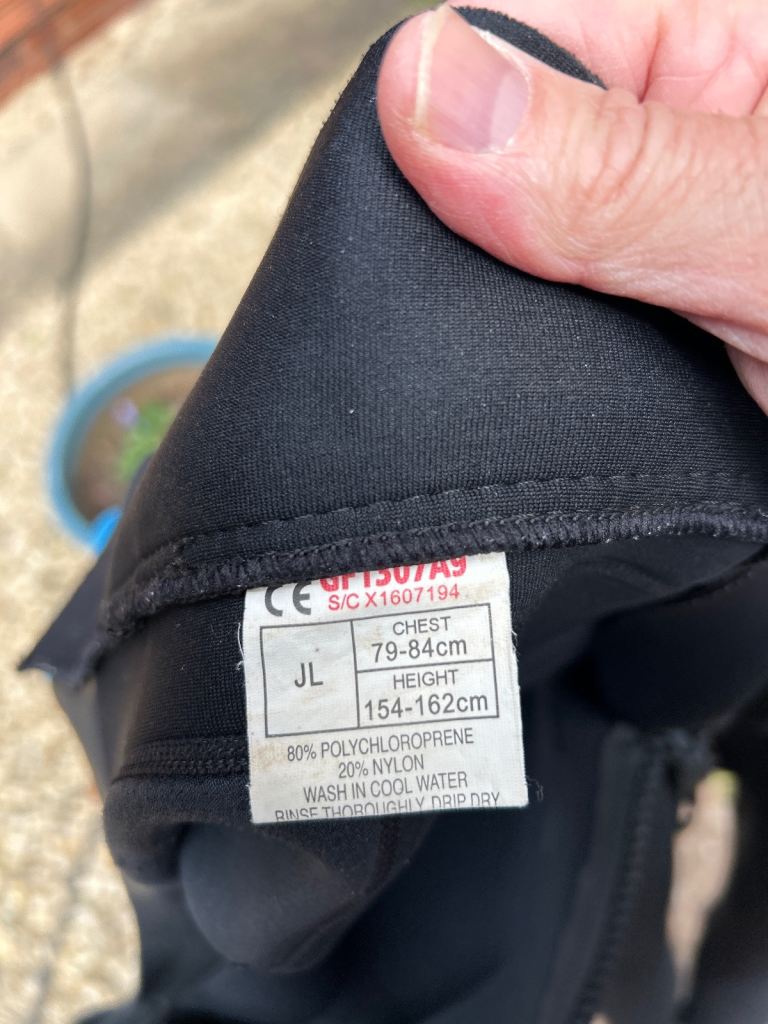 CE GF1307A9
S/C X1607194
JL
CHEST
79-84cm
HEIGHT
154-162cm
80% POLYCHLOROPRENE
20% NYLON
WASH IN COOL WATER
RINSE THOROUGHLY DRIP DRY